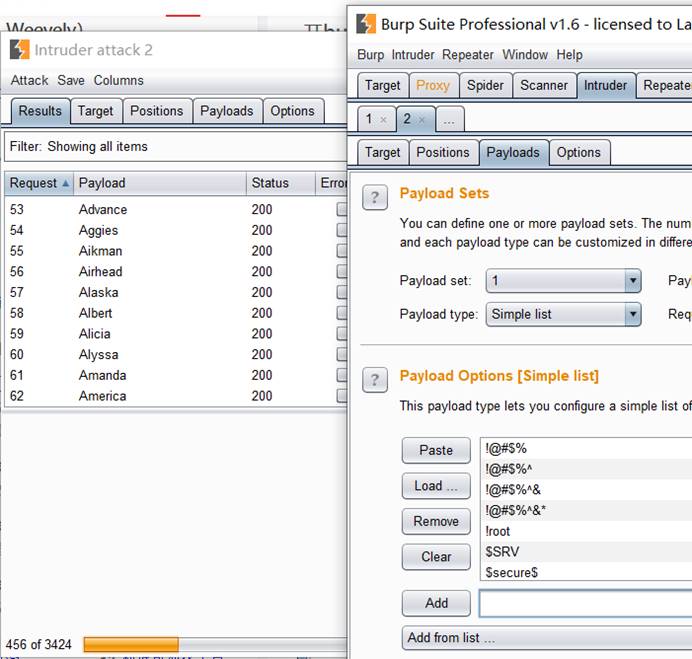 Weevely)
Intruder attack 2
Attack Save Columns
Results Target Positions Payloads Options
Filter: Showing all items
Request Payload Status Error
53 Advance 200
54 Aggies 200
55 Aikman 200
56 Airhead 200
57 Alaska 200
58 Albert 200
59 Alicia 200
60 Alyssa 200
61 Amanda 200
62 America 200
456 of 3424
Burp Suite Professional v1.6 - licensed to La
Burp Intruder Repeater Window Help
Target Proxy Spider Scanner Intruder Repeate
1 × 2 × ...
Target Positions Payloads Options
? Payload Sets
You can define one or more payload sets. The num
and each payload type can be customized in differe
Payload set: 1 Pay
Payload type: Simple list Req
? Payload Options [Simple list]
This payload type lets you configure a simple list of
Paste
Load ...
Remove
Clear
!@#$%
!@#$%^
!@#$%^&
!@#$%^&*
!root
$SRV
$secure$
Add
Add from list ...